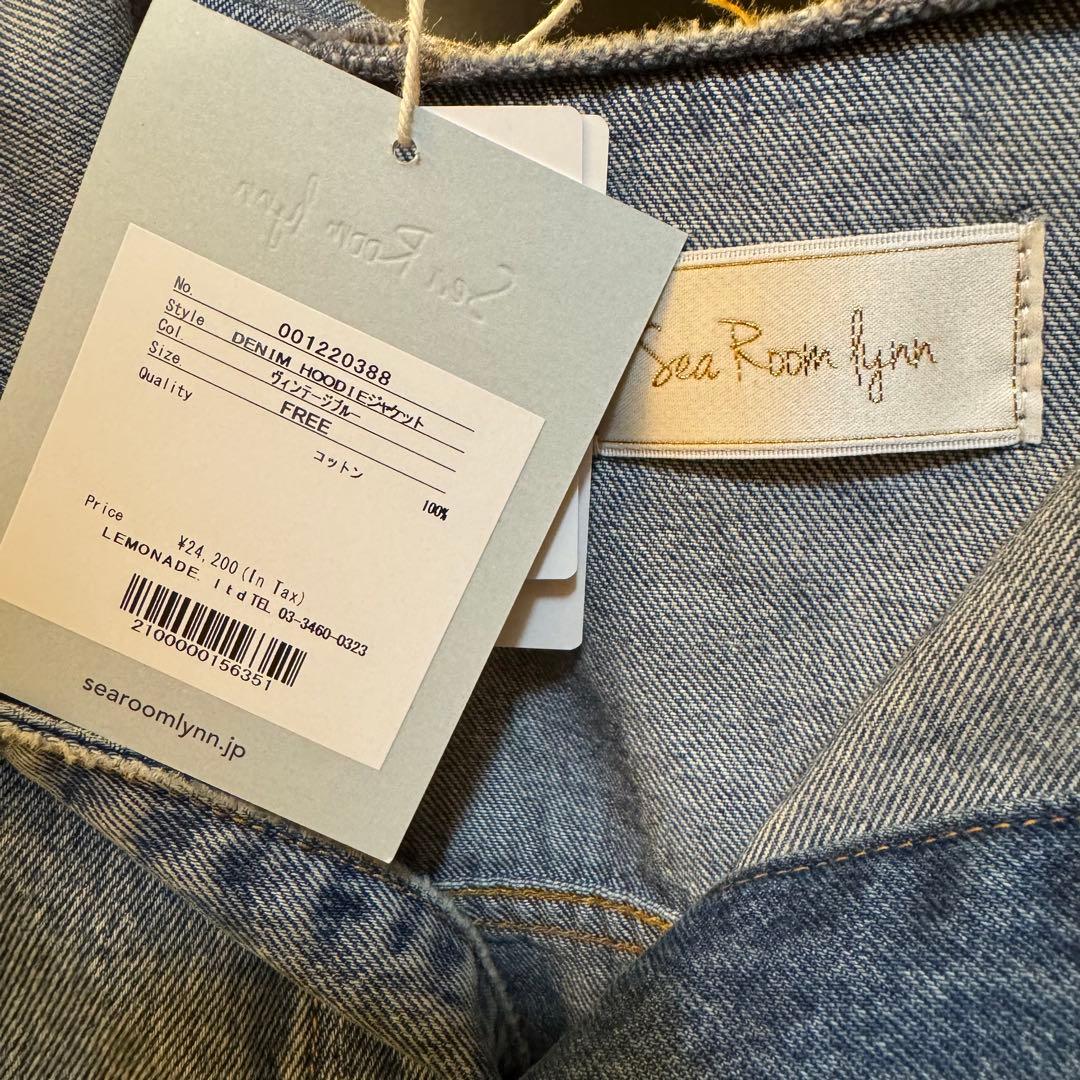 Sea Room lynn
No. 001220388
Style DENIM HOODIEジャケット
Col. ヴィンテージブルー
Size FREE
Quality
コットン 100%
Price ¥24,200(In Tax)
LEMONADE. ltd TEL 03-3460-0323
2100000156351
searoomlynn.jp
Sea Room lynn